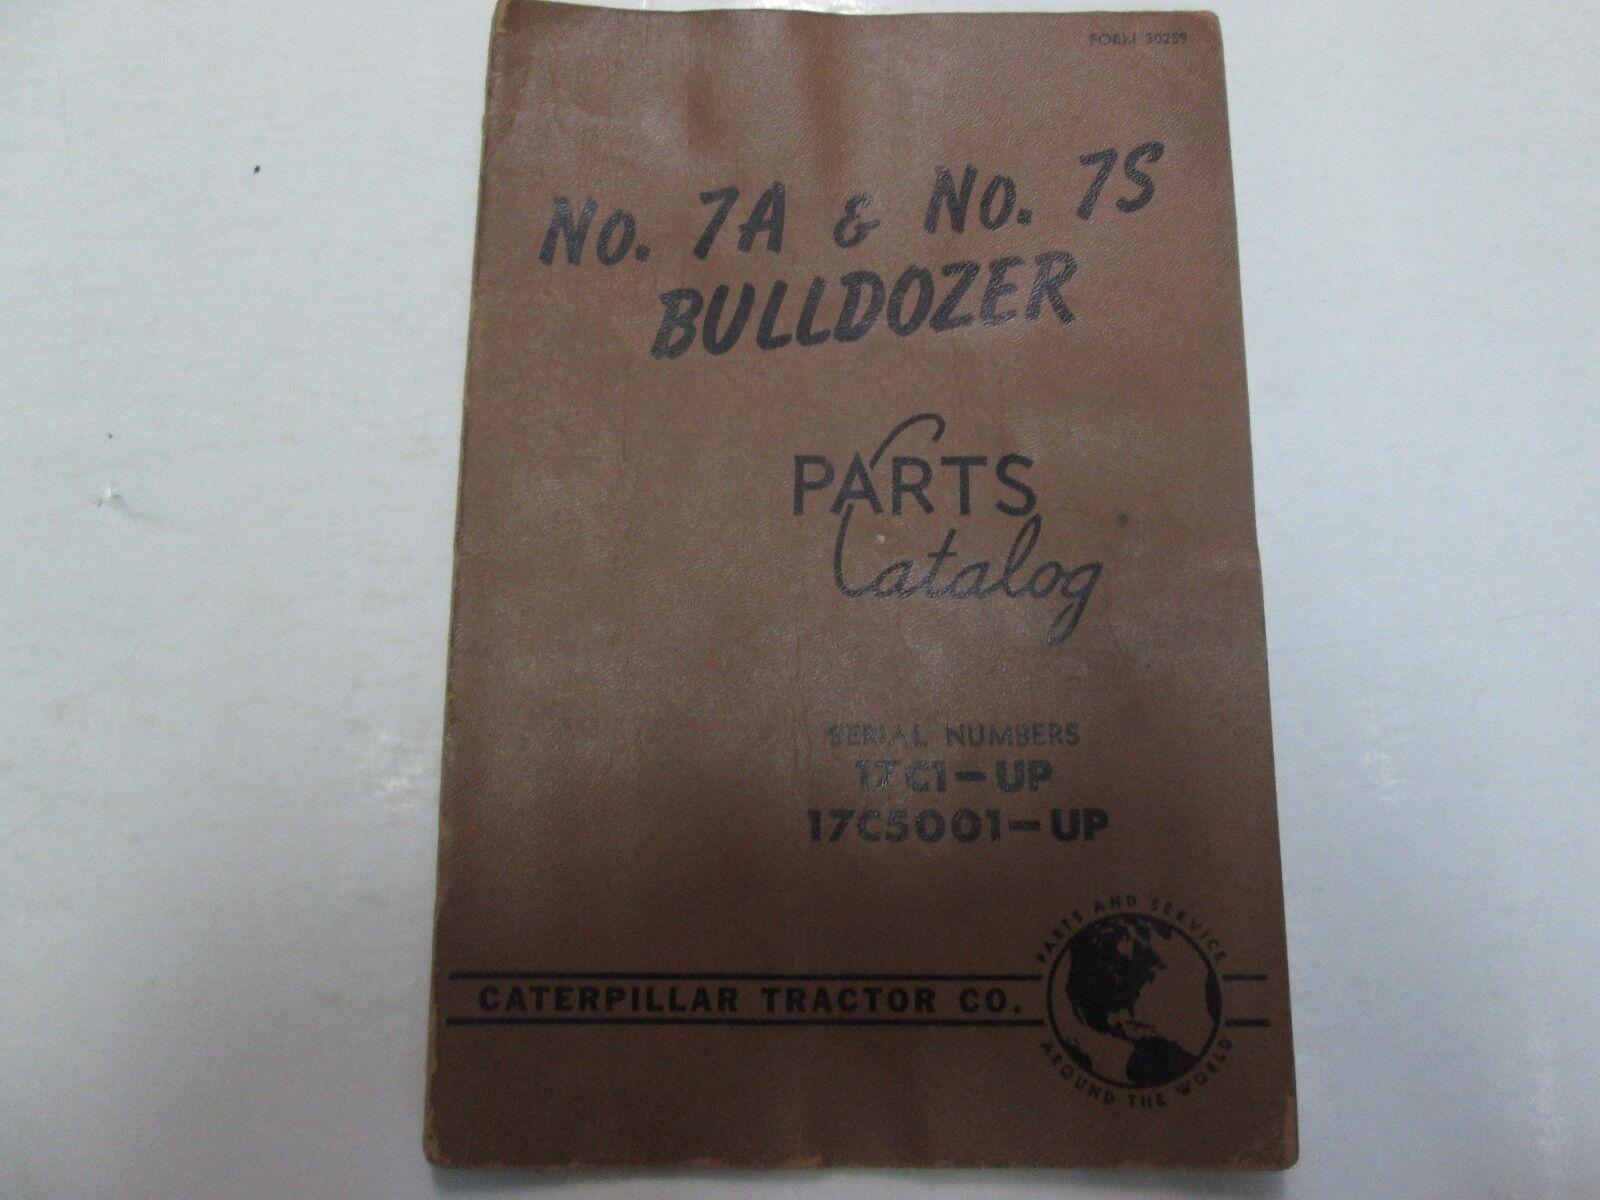 FORM 30259
No. 7A & No. 7S
BULLDOZER
PARTS
Catalog
SERIAL NUMBERS
17C1-UP
17C5001-UP
PARTS AND SERVICE
CATERPILLAR TRACTOR CO.
AROUND THE WORLD